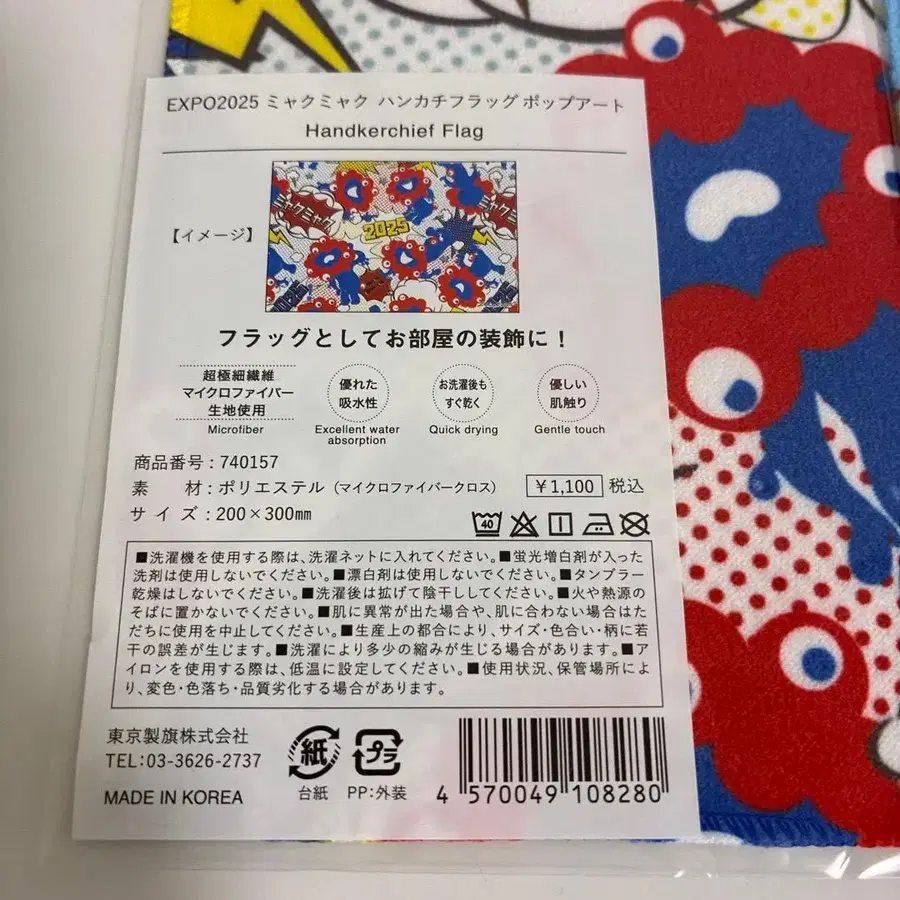 EXPO2025 ミャクミャク ハンカチフラッグ ポップアート
Handkerchief Flag
【イメージ】
ミャクミャク
2025
ミャクミャク
2025
フラッグとしてお部屋の装飾に！
超極細繊維
マイクロファイバー
生地使用
Microfiber
優れた
吸水性
Excellent water
absorption
お洗濯後も
すぐ乾く
Quick drying
優しい
肌触り
Gentle touch
商品番号：740157
素　材：ポリエステル（マイクロファイバークロス） ￥1,100 税込
サイズ：200×300㎜
40
■洗濯機を使用する際は、洗濯ネットに入れてください。■蛍光増白剤が入った
洗剤は使用しないでください。■漂白剤は使用しないでください。■タンブラー
乾燥はしないでください。■洗濯後は拡げて陰干ししてください。■火や熱源の
そばに置かないでください。■肌に異常が出た場合や、肌に合わない場合はた
だちに使用を中止してください。■生産上の都合により、サイズ・色合い・柄に若
干の誤差が生じます。■洗濯により多少の縮みが生じる場合があります。■ア
イロンを使用する際は、低温に設定してください。■使用状況、保管場所によ
り、変色・色落ち・品質劣化する場合があります。
東京製旗株式会社
TEL：03-3626-2737
MADE IN KOREA
紙
台紙
プラ
PP：外装
4 570049 108280